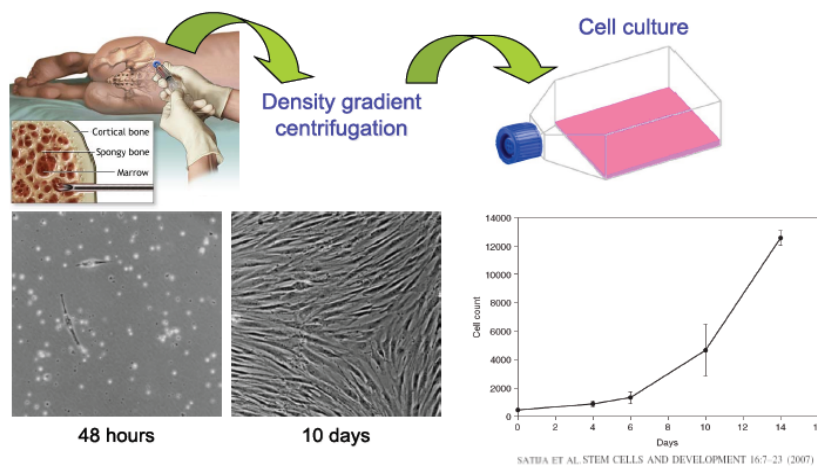 Cell culture
Density gradient
centrifugation
Cortical bone
Spongy bone
Marrow
48 hours
10 days
Cell count
14000
12000
10000
8000
6000
4000
2000
0
0 2 4 6 8 10 12 14
Days
SATIJA ET AL. STEM CELLS AND DEVELOPMENT 16:7–23 (2007)